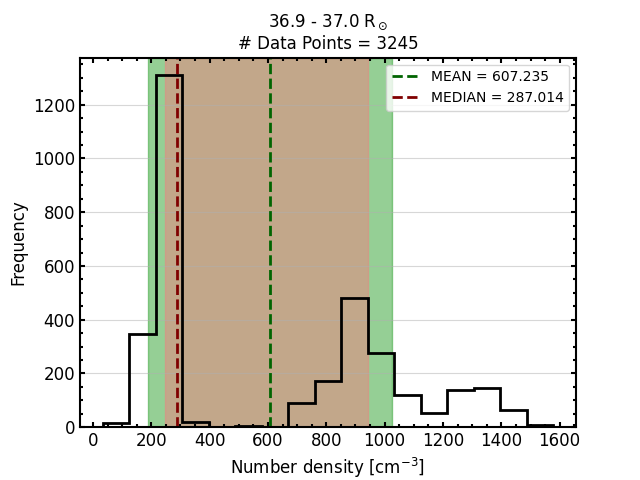 36.9 - 37.0 R⊙
# Data Points = 3245
MEAN = 607.235
MEDIAN = 287.014
Frequency
1200
1000
800
600
400
200
0
0 200 400 600 800 1000 1200 1400 1600
Number density [cm⁻³]